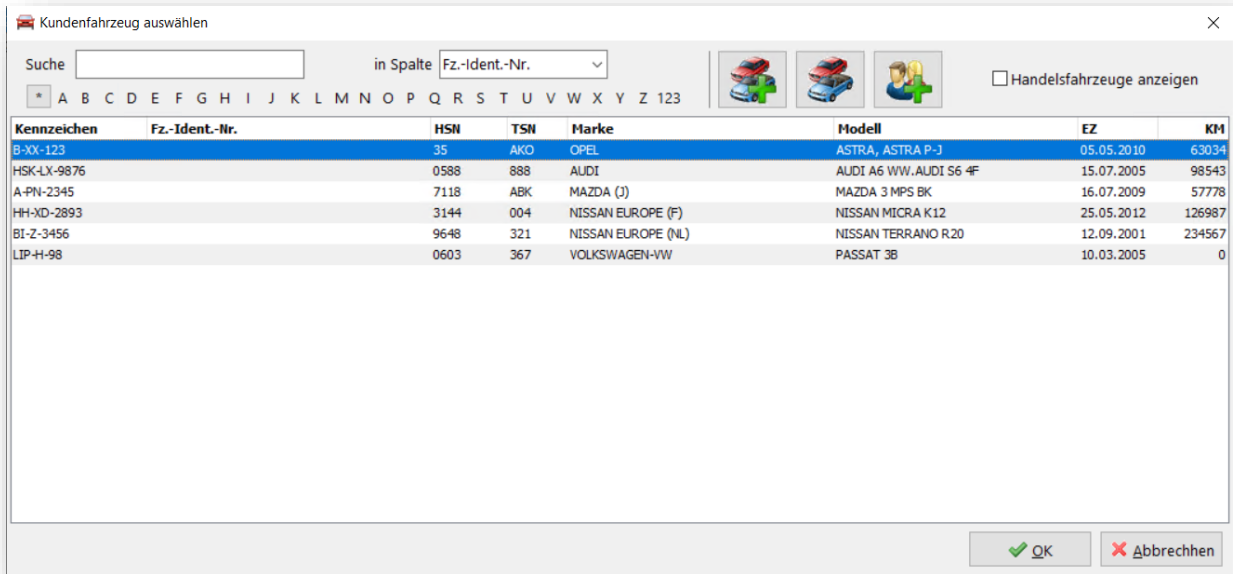 Kundenfahrzeug auswählen
Suche in Spalte Fz.-Ident.-Nr. Handelsfahrzeuge anzeigen
* A B C D E F G H I J K L M N O P Q R S T U V W X Y Z 123
Kennzeichen Fz.-Ident.-Nr. HSN TSN Marke Modell EZ KM
B-XX-123 35 AKO OPEL ASTRA, ASTRA P-J 05.05.2010 63034
HSK-LX-9876 0588 888 AUDI AUDI A6 WW.AUDI S6 4F 15.07.2005 98543
A-PN-2345 7118 ABK MAZDA (J) MAZDA 3 MPS BK 16.07.2009 57778
HH-XD-2893 3144 004 NISSAN EUROPE (F) NISSAN MICRA K12 25.05.2012 126987
BI-Z-3456 9648 321 NISSAN EUROPE (NL) NISSAN TERRANO R20 12.09.2001 234567
LIP-H-98 0603 367 VOLKSWAGEN-VW PASSAT 3B 10.03.2005 0
OK Abbrechhen